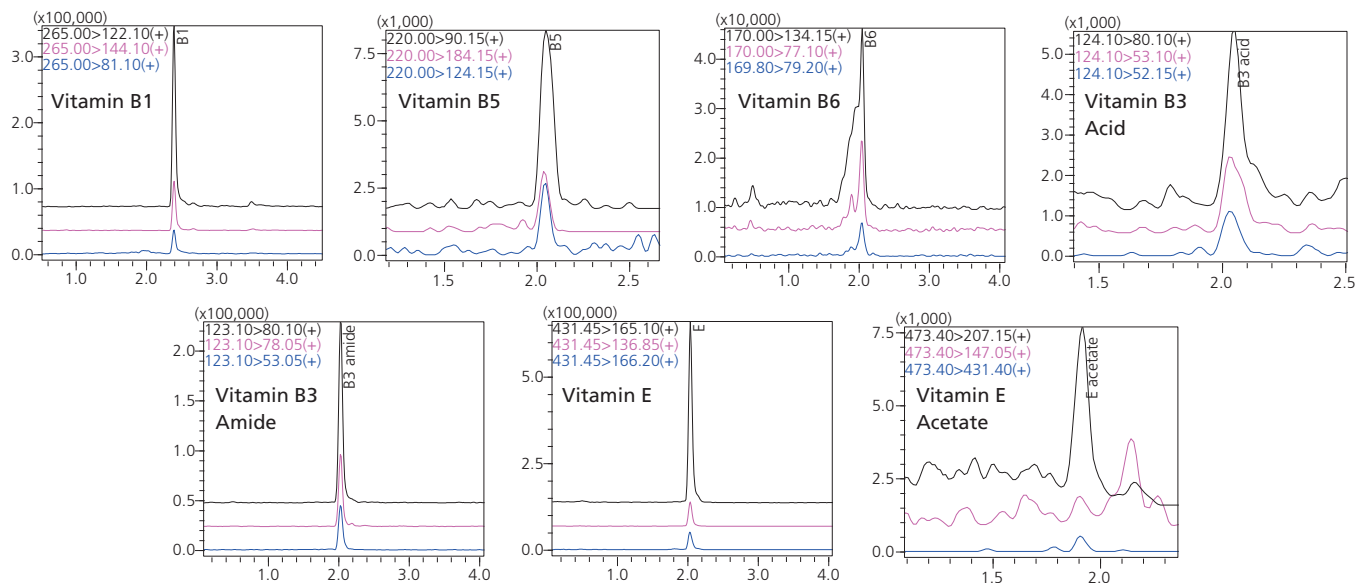 (x100,000)
265.00>122.10(+)
265.00>144.10(+)
265.00>81.10(+)
B1
Vitamin B1
3.0
2.0
1.0
0.0
1.0 2.0 3.0 4.0
(x1,000)
220.00>90.15(+)
220.00>184.15(+)
220.00>124.15(+)
B5
Vitamin B5
7.5
5.0
2.5
0.0
1.5 2.0 2.5
(x10,000)
170.00>134.15(+)
170.00>77.10(+)
169.80>79.20(+)
B6
Vitamin B6
4.0
3.0
2.0
1.0
0.0
1.0 2.0 3.0 4.0
(x1,000)
124.10>80.10(+)
124.10>53.10(+)
124.10>52.15(+)
B3 acid
Vitamin B3
Acid
5.0
4.0
3.0
2.0
1.0
0.0
1.5 2.0 2.5
(x100,000)
123.10>80.10(+)
123.10>78.05(+)
123.10>53.05(+)
B3 amide
Vitamin B3
Amide
2.0
1.5
1.0
0.5
0.0
1.0 2.0 3.0 4.0
(x100,000)
431.45>165.10(+)
431.45>136.85(+)
431.45>166.20(+)
E
Vitamin E
5.0
2.5
0.0
1.0 2.0 3.0 4.0
(x1,000)
473.40>207.15(+)
473.40>147.05(+)
473.40>431.40(+)
E acetate
Vitamin E
Acetate
7.5
5.0
2.5
0.0
1.5 2.0